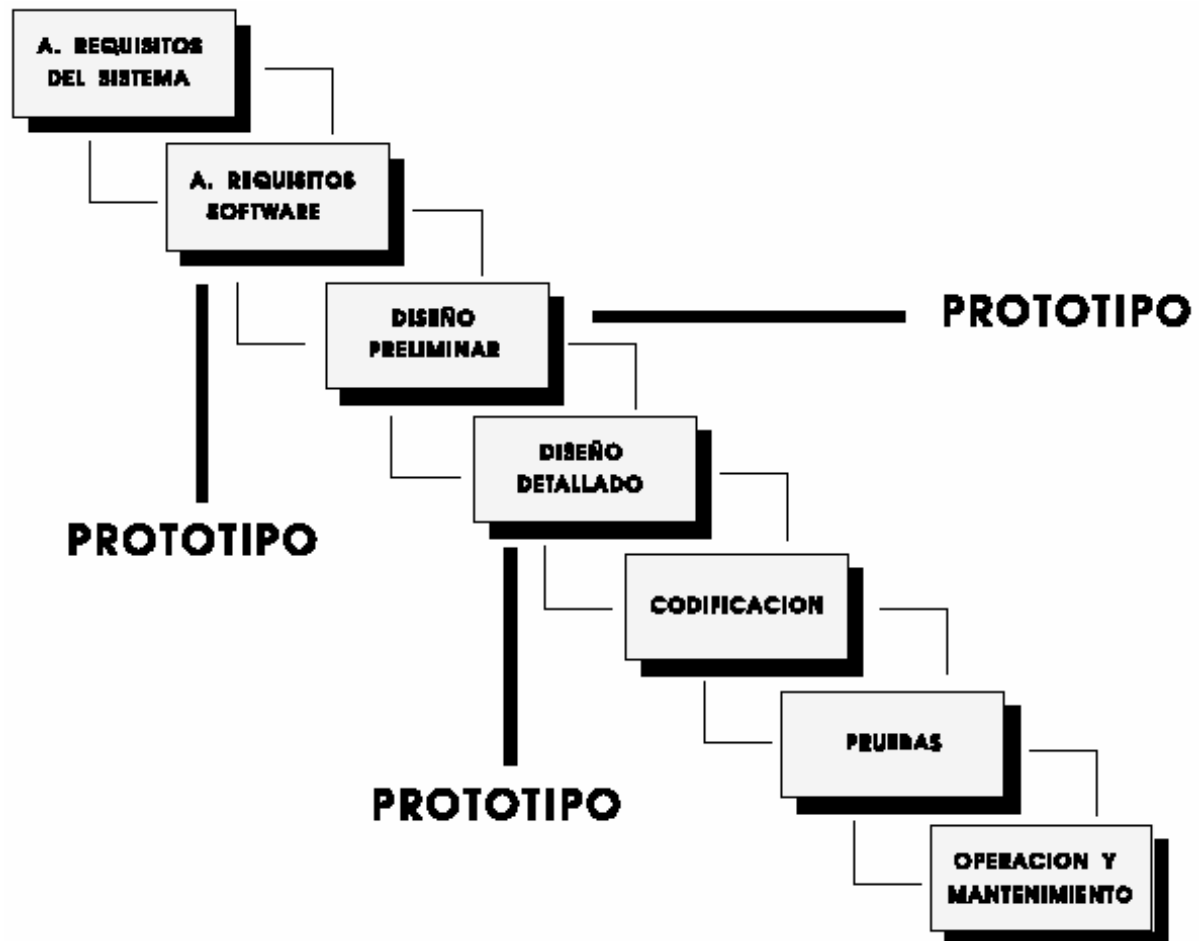 A. REQUISITOS
DEL SISTEMA
A. REQUISITOS
SOFTWARE
DISEÑO
PRELIMINAR
PROTOTIPO
DISEÑO
DETALLADO
PROTOTIPO
CODIFICACION
PRUEBAS
PROTOTIPO
OPERACION Y
MANTENIMIENTO